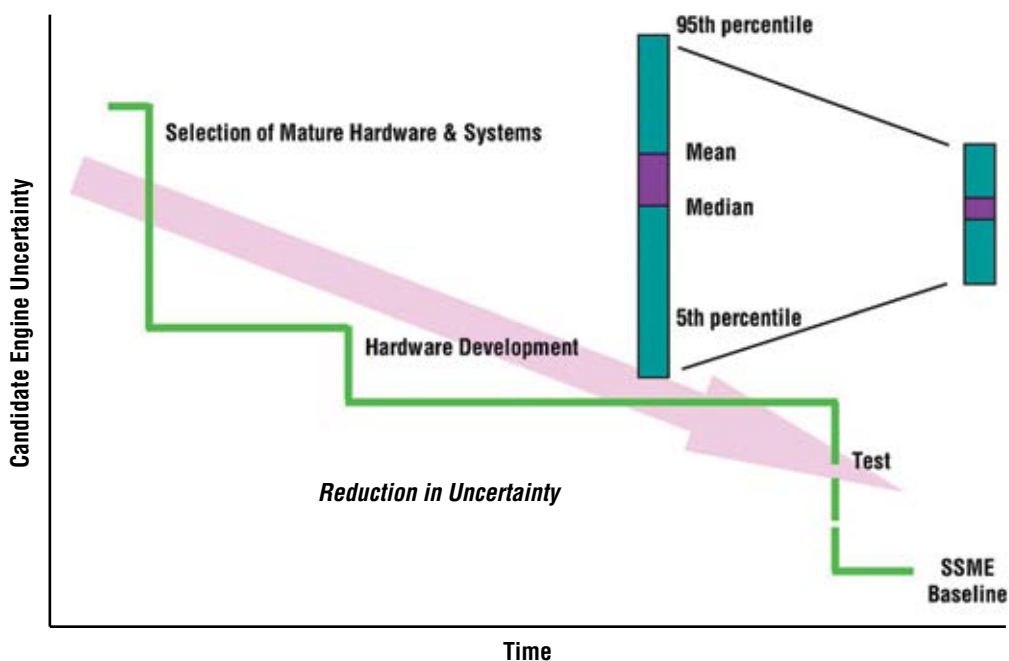 95th percentile
Selection of Mature Hardware & Systems
Mean
Median
5th percentile
Hardware Development
Candidate Engine Uncertainty
Test
Reduction in Uncertainty
SSME
Baseline
Time